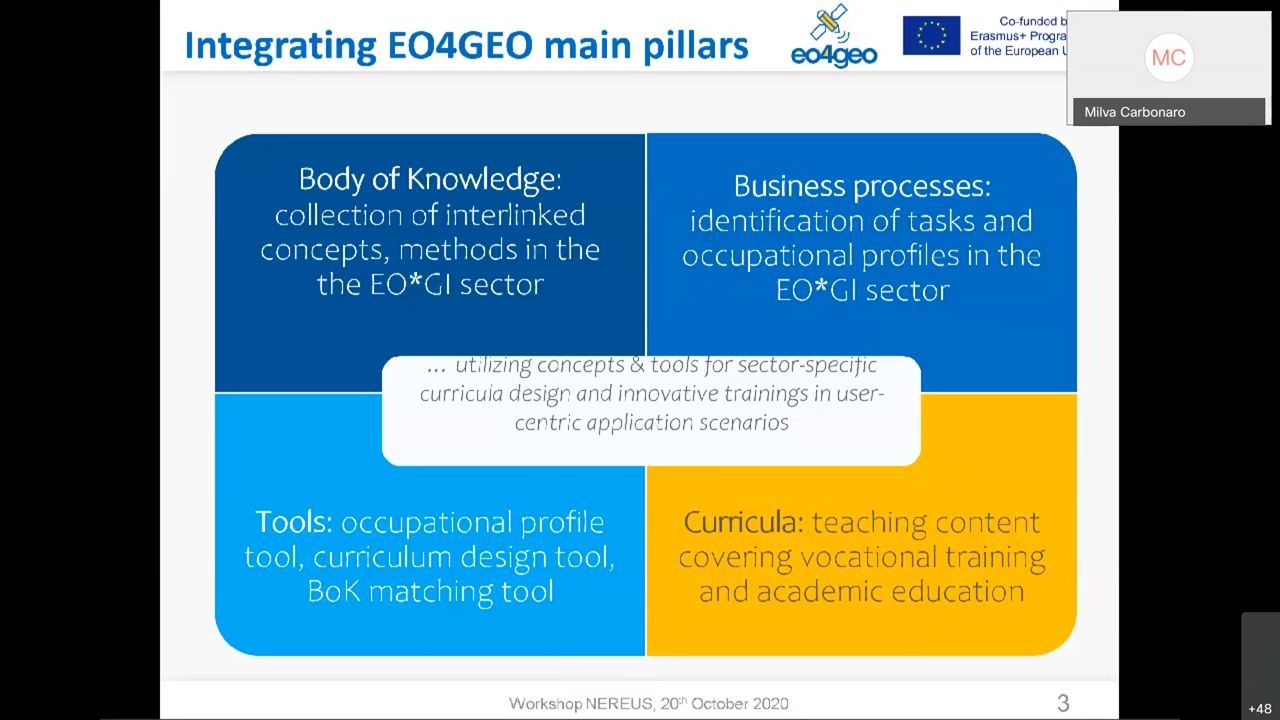 Integrating EO4GEO main pillars
eo4geo
Co-funded b
Erasmus+ Progra
of the European U
MC
Milva Carbonaro
Body of Knowledge:
collection of interlinked
concepts, methods in the
the EO*GI sector
Business processes:
identification of tasks and
occupational profiles in the
EO*GI sector
... utilizing concepts & tools for sector-specific
curricula design and innovative trainings in user-
centric application scenarios
Tools: occupational profile
tool, curriculum design tool,
BoK matching tool
Curricula: teaching content
covering vocational training
and academic education
Workshop NEREUS, 20th October 2020
3
+48